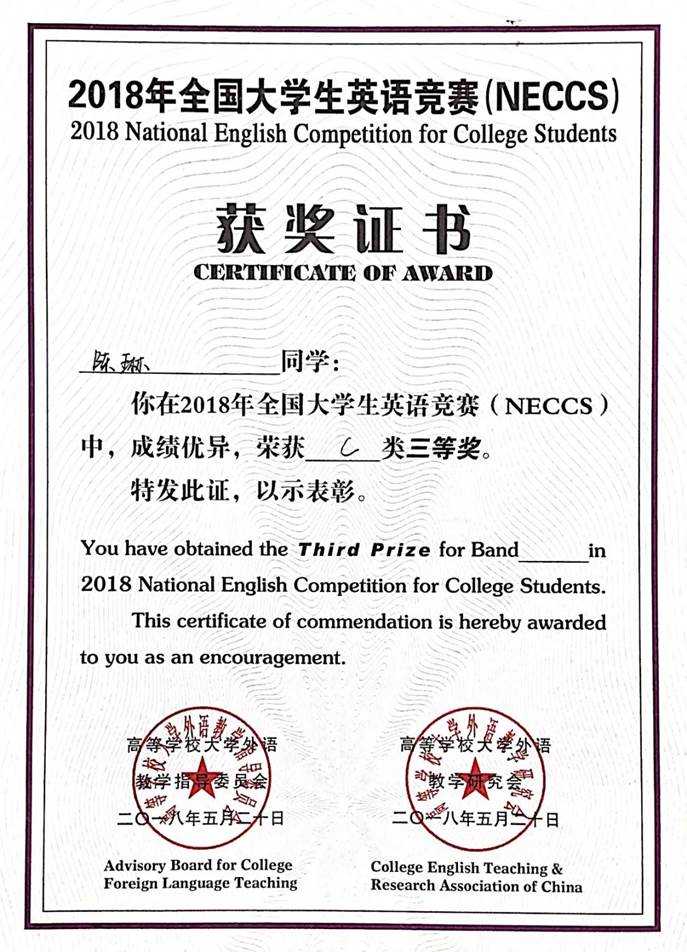 2018年全国大学生英语竞赛(NECCS)
2018 National English Competition for College Students
获奖证书
CERTIFICATE OF AWARD
陈琳 同学：
你在2018年全国大学生英语竞赛（NECCS）
中，成绩优异，荣获 C 类三等奖。
特发此证，以示表彰。
You have obtained the Third Prize for Band______in
2018 National English Competition for College Students.
This certificate of commendation is hereby awarded
to you as an encouragement.
高等学校大学外语
教学指导委员会
二〇一八年五月二十日
Advisory Board for College
Foreign Language Teaching
高等学校大学外语
教学研究会
二〇一八年五月二十日
College English Teaching &
Research Association of China